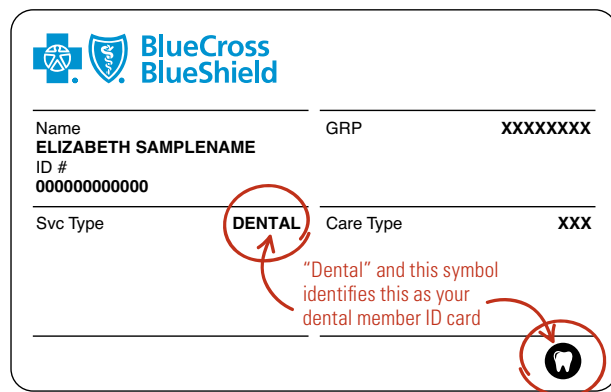 BlueCross
BlueShield
Name
ELIZABETH SAMPLENAME
ID #
000000000000
GRP XXXXXXXX
Svc Type DENTAL
Care Type XXX
“Dental” and this symbol
identifies this as your
dental member ID card